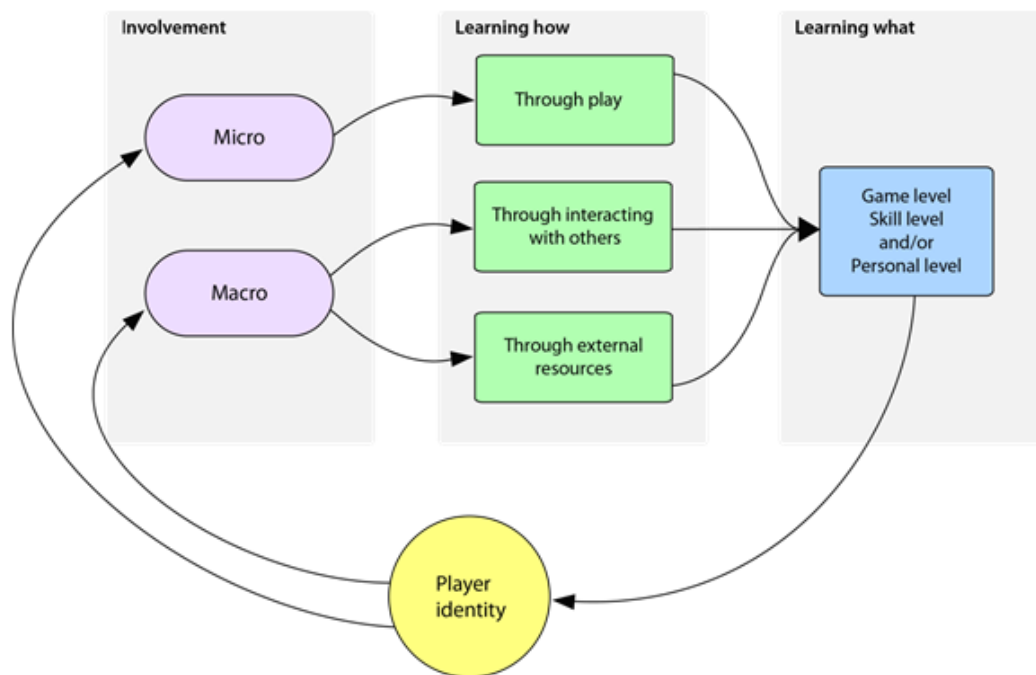 Involvement
Learning how
Learning what
Micro
Macro
Through play
Through interacting
with others
Through external
resources
Game level
Skill level
and/or
Personal level
Player
identity